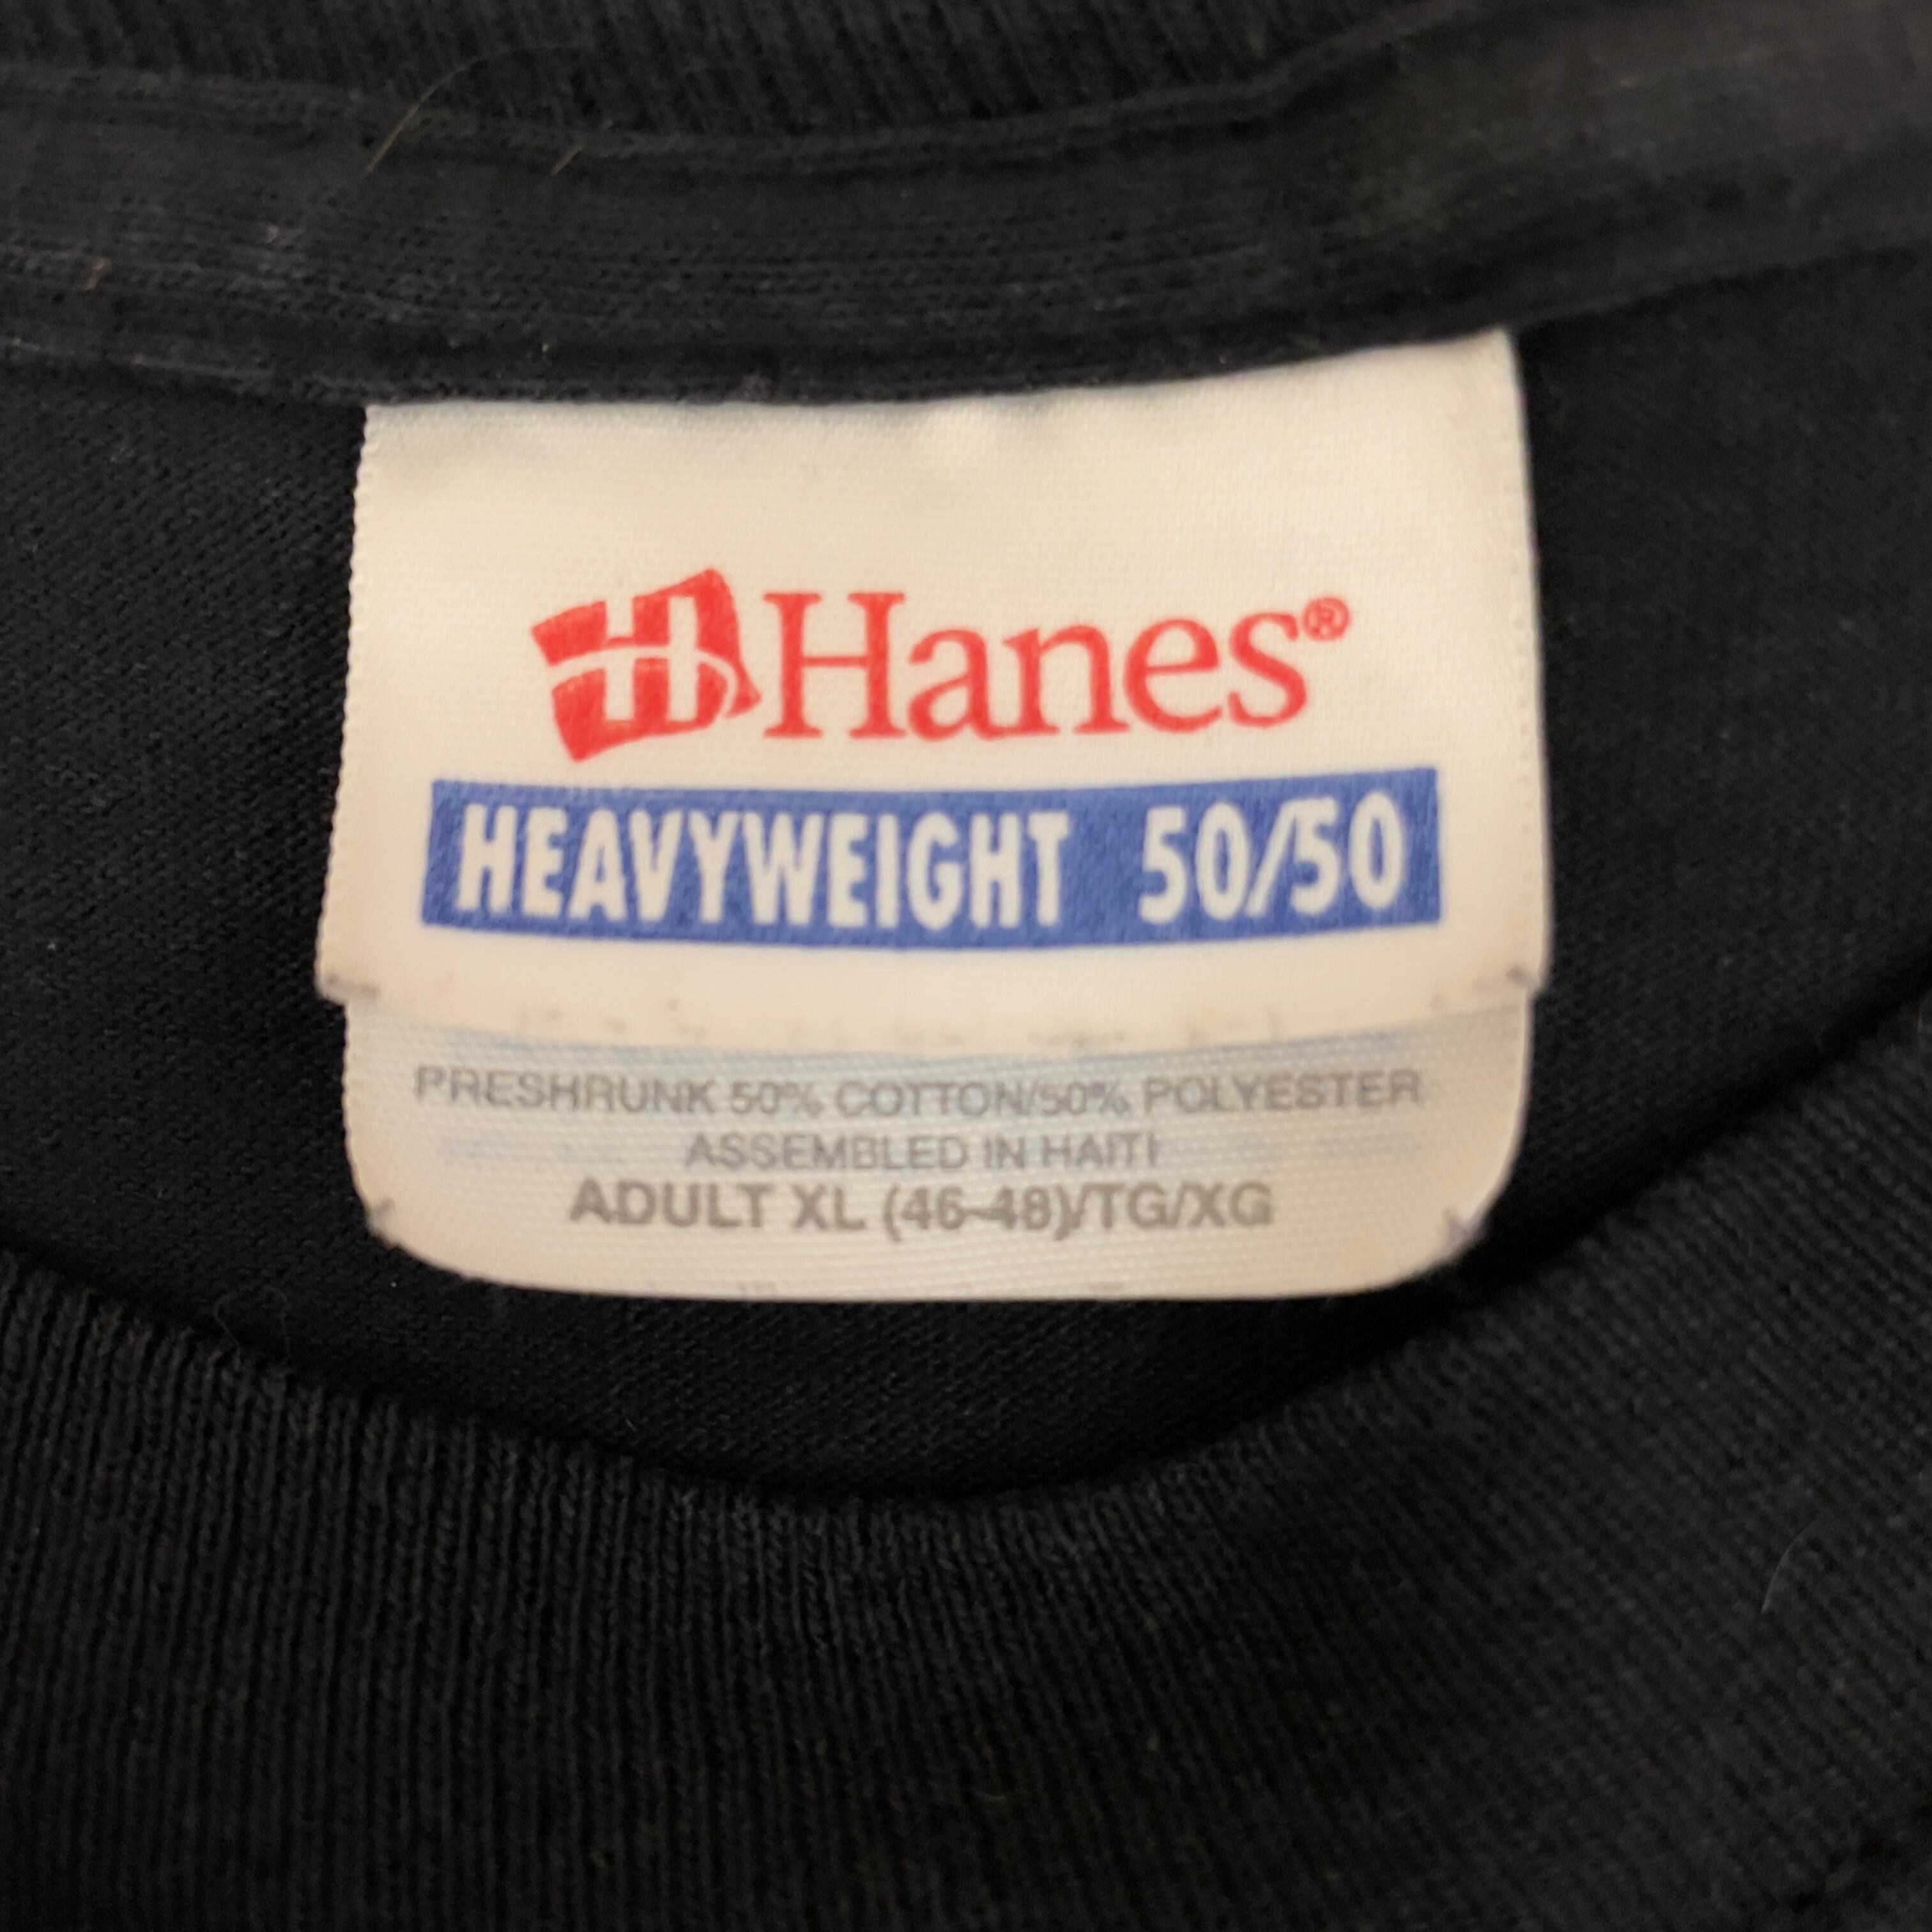 H Hanes®
HEAVYWEIGHT 50/50
PRESHRUNK 50% COTTON/50% POLYESTER
ASSEMBLED IN HAITI
ADULT XL (46-48)/TG/XG